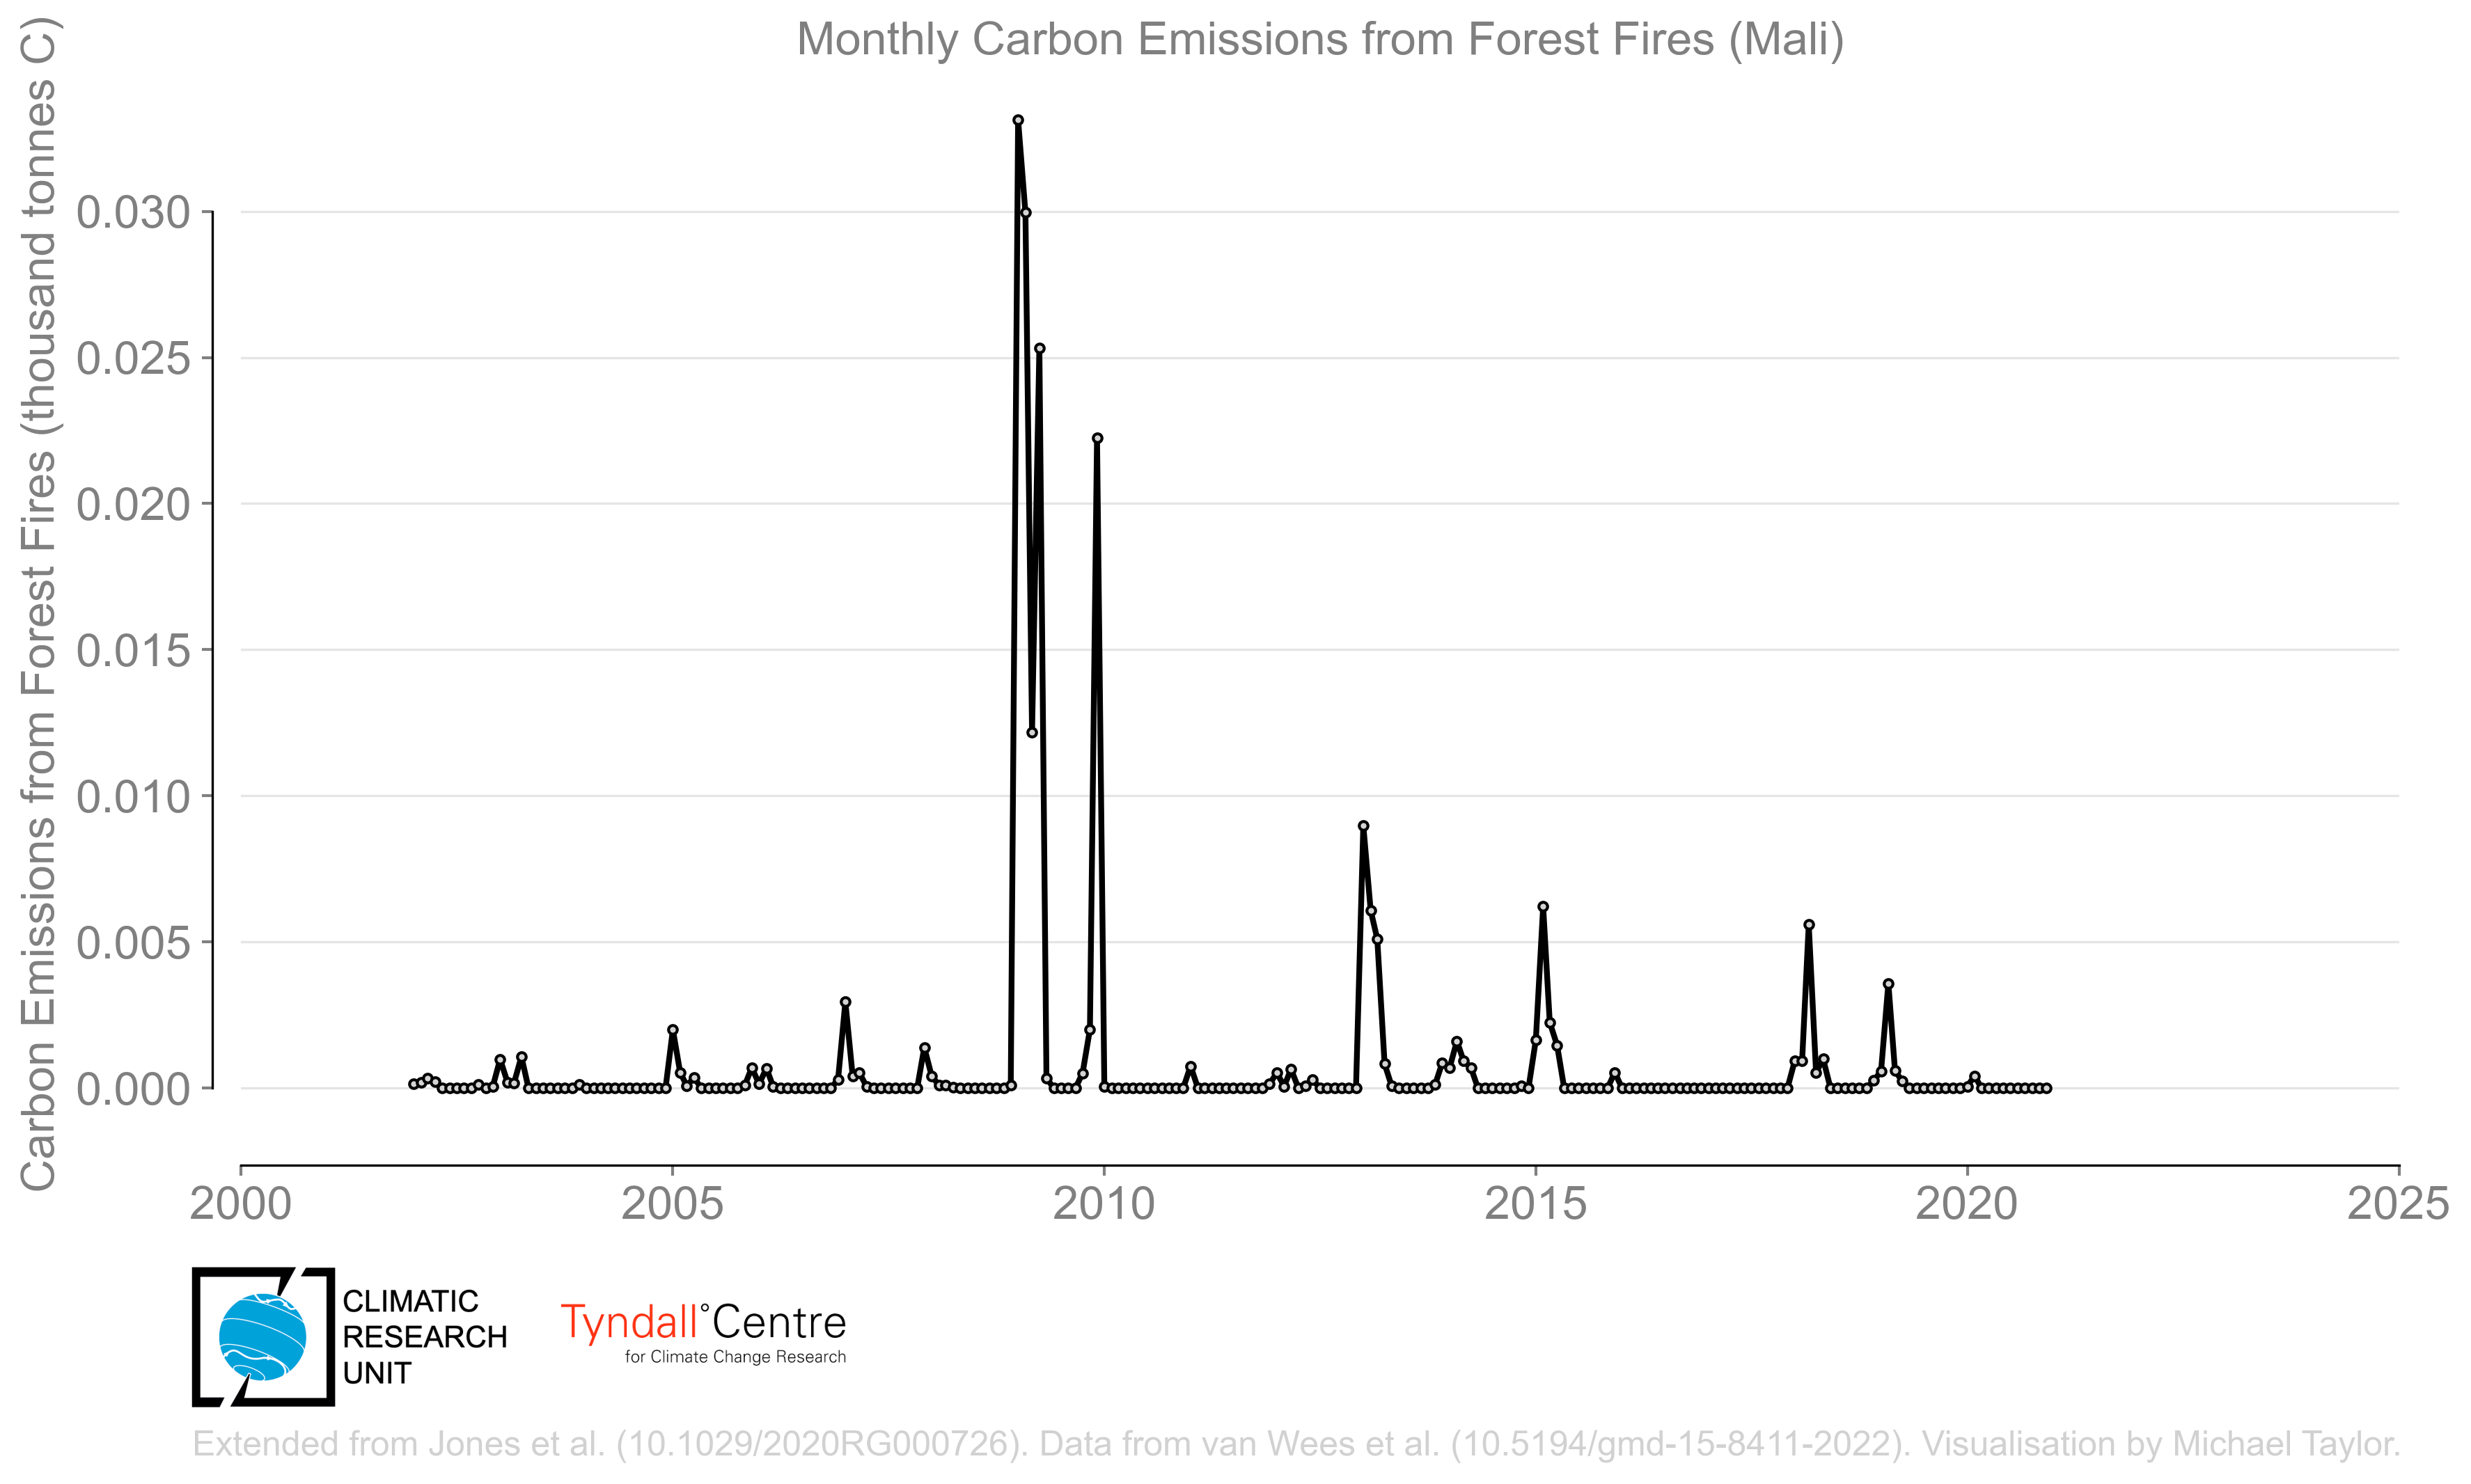 Monthly Carbon Emissions from Forest Fires (Mali)
Carbon Emissions from Forest Fires (thousand tonnes C)
0.030
0.025
0.020
0.015
0.010
0.005
0.000
2000 2005 2010 2015 2020 2025
CLIMATIC
RESEARCH
UNIT
Tyndall°Centre
for Climate Change Research
Extended from Jones et al. (10.1029/2020RG000726). Data from van Wees et al. (10.5194/gmd-15-8411-2022). Visualisation by Michael Taylor.